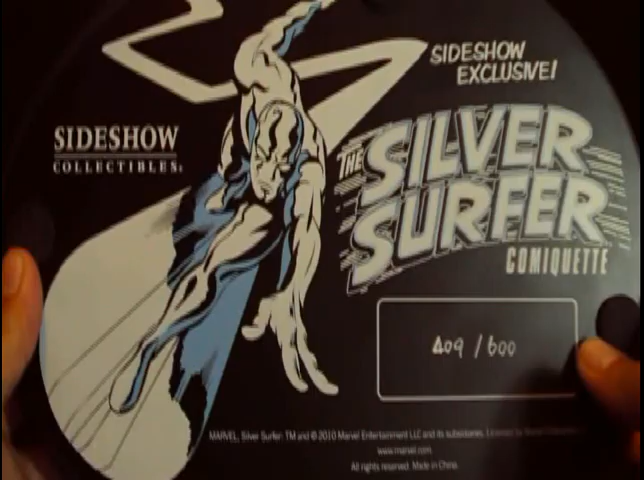 SIDESHOW
EXCLUSIVE!
SIDESHOW
COLLECTIBLES
THE SILVER
SURFER
COMIQUETTE
409 / 600
MARVEL, Silver Surfer: TM and © 2010 Marvel Entertainment LLC and its subsidiaries.
www.marvel.com
All rights reserved. Made in China.